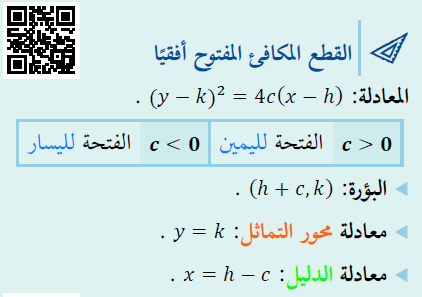 القطع المكافئ المفتوح أفقيًا
المعادلة: (y − k)² = 4c(x − h) .
c > 0 الفتحة لليمين c < 0 الفتحة لليسار
البؤرة: (h + c, k) .
معادلة محور التماثل: y = k .
معادلة الدليل: x = h − c .